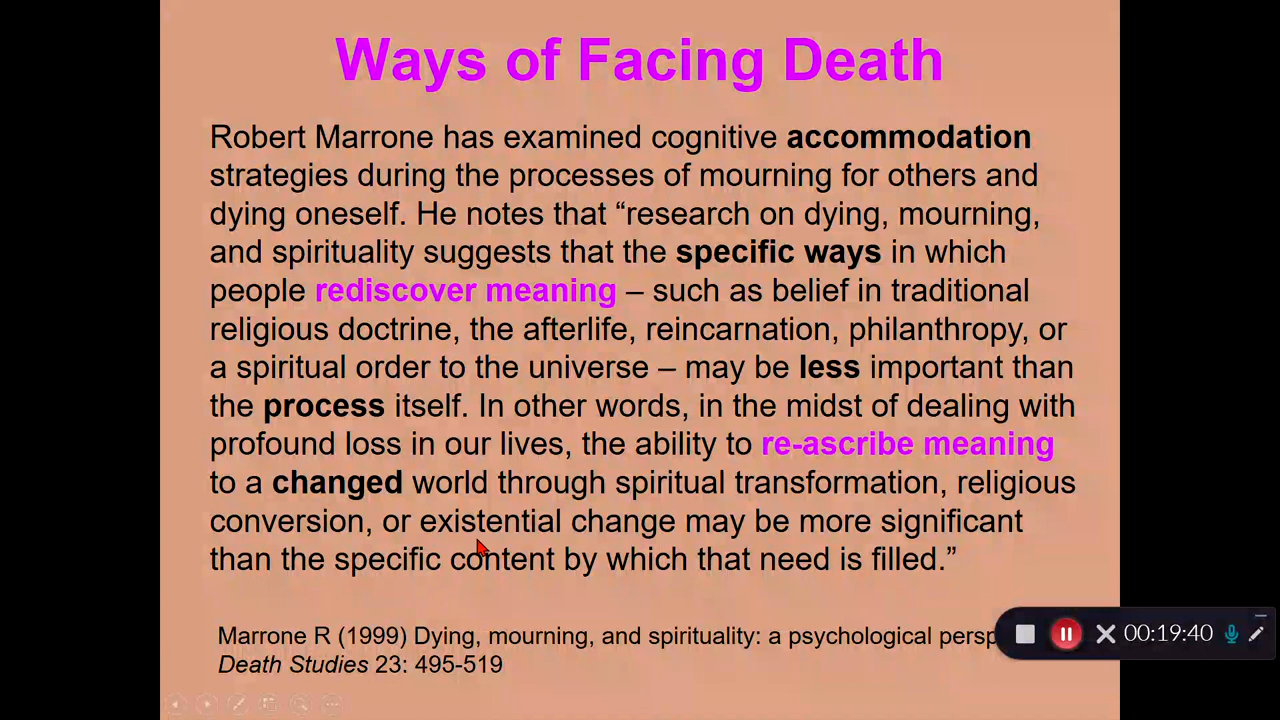 Ways of Facing Death
Robert Marrone has examined cognitive accommodation
strategies during the processes of mourning for others and
dying oneself. He notes that “research on dying, mourning,
and spirituality suggests that the specific ways in which
people rediscover meaning – such as belief in traditional
religious doctrine, the afterlife, reincarnation, philanthropy, or
a spiritual order to the universe – may be less important than
the process itself. In other words, in the midst of dealing with
profound loss in our lives, the ability to re-ascribe meaning
to a changed world through spiritual transformation, religious
conversion, or existential change may be more significant
than the specific content by which that need is filled.”
Marrone R (1999) Dying, mourning, and spirituality: a psychological
Death Studies 23: 495-519
00:19:40